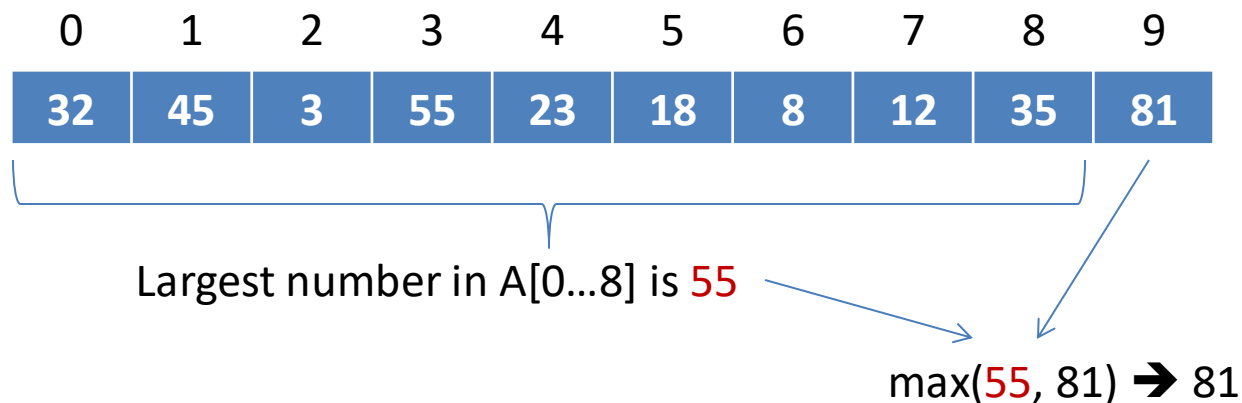 0 1 2 3 4 5 6 7 8 9
32 45 3 55 23 18 8 12 35 81
Largest number in A[0…8] is 55
max(55, 81) 🡺 81